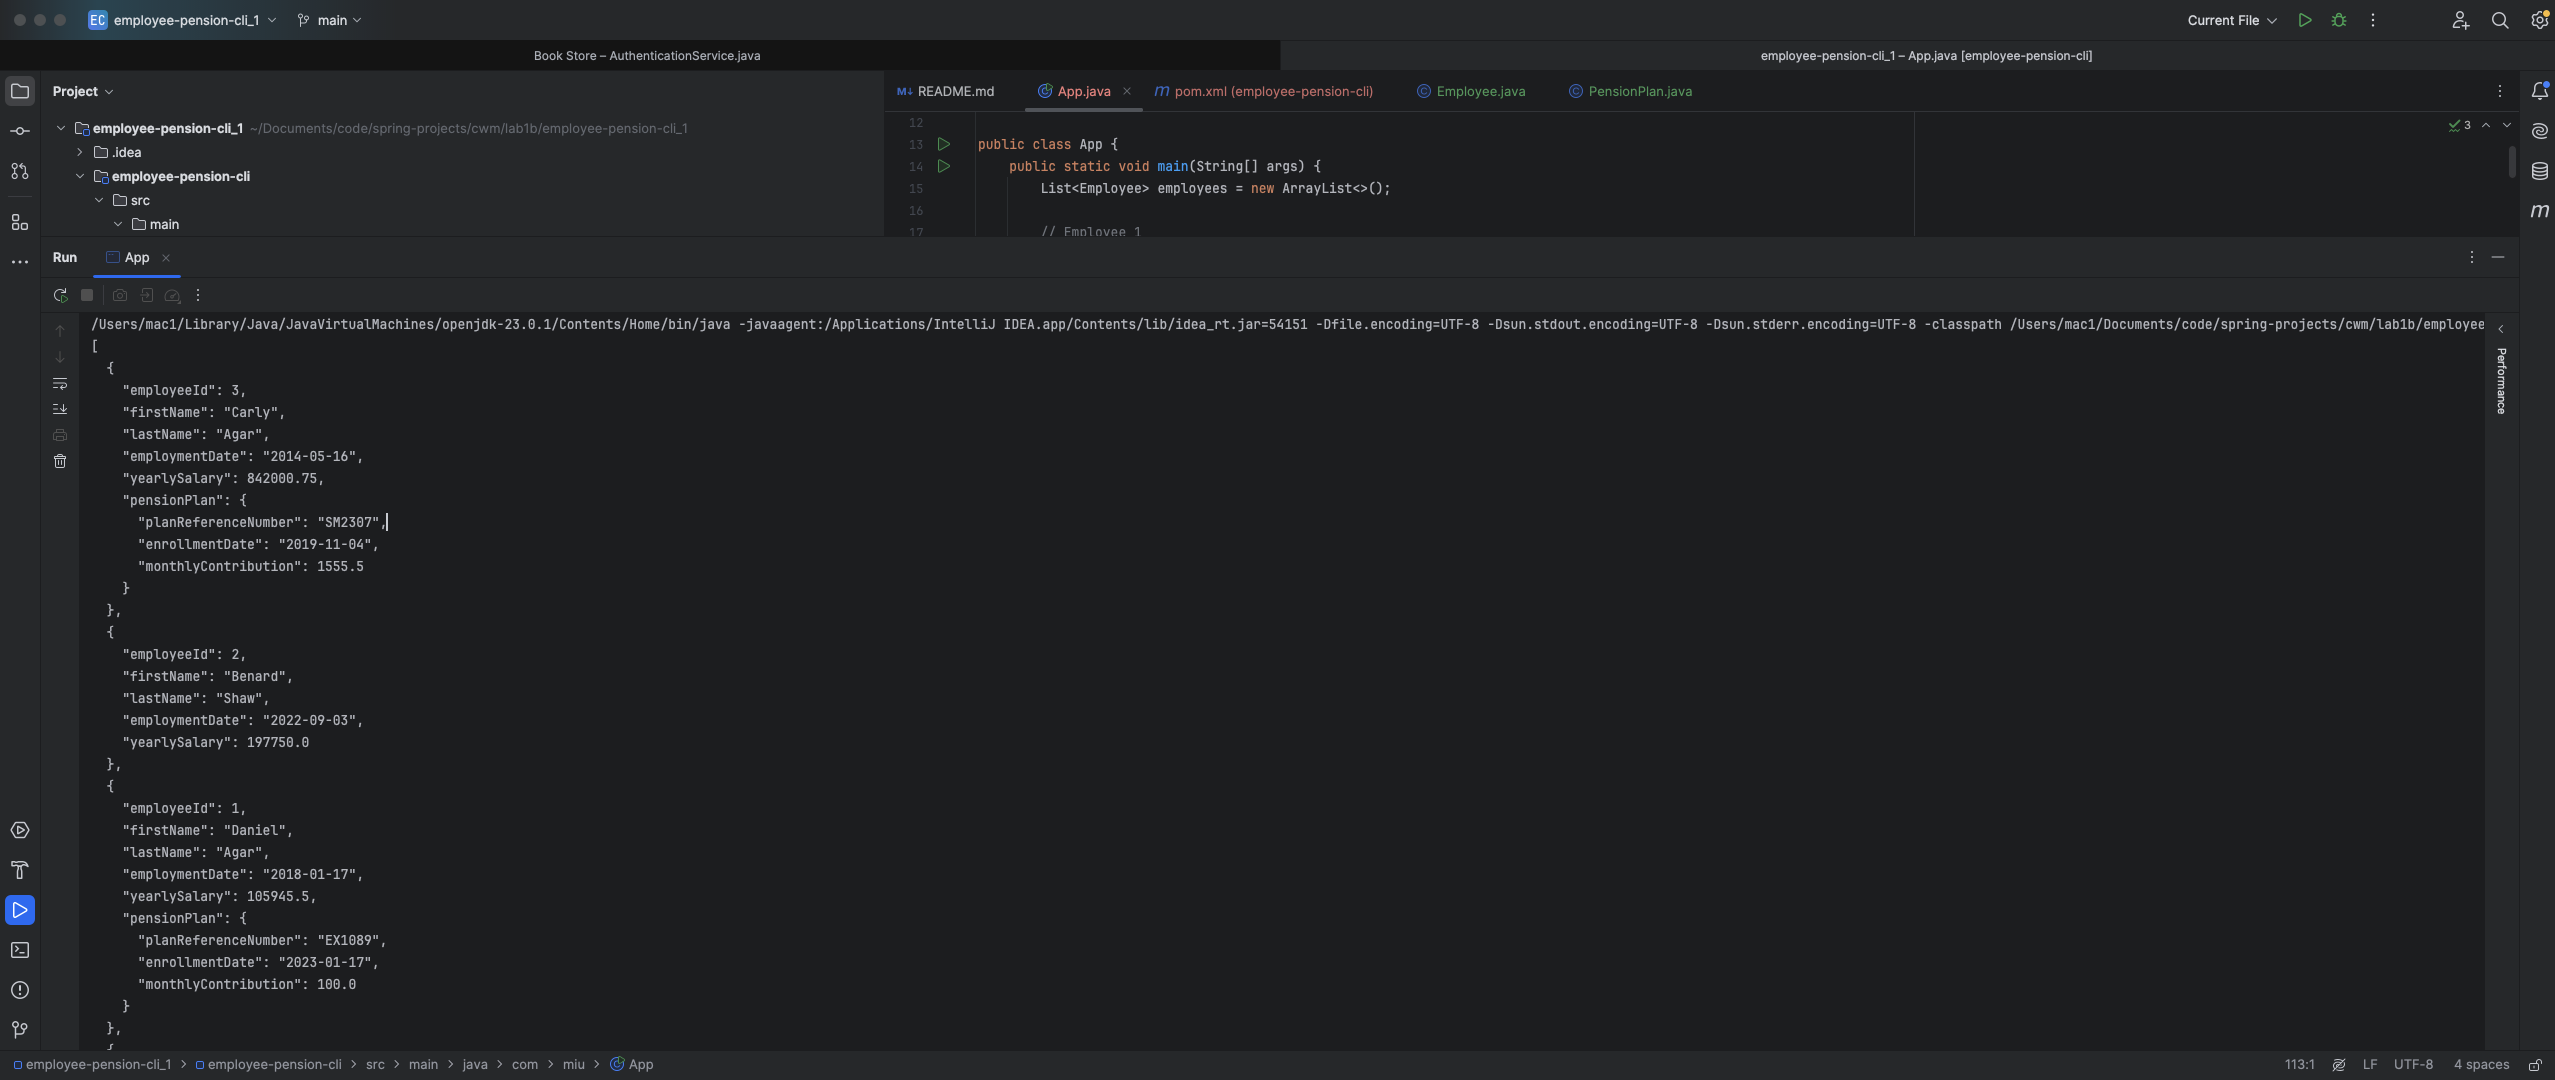 EC employee-pension-cli_1 main Current File
Book Store – AuthenticationService.java employee-pension-cli_1 – App.java [employee-pension-cli]
Project
employee-pension-cli_1 ~/Documents/code/spring-projects/cwm/lab1b/employee-pension-cli_1
.idea
employee-pension-cli
src
main
M↓ README.md App.java m pom.xml (employee-pension-cli) Employee.java PensionPlan.java
12
13 public class App {
14 public static void main(String[] args) {
15 List<Employee> employees = new ArrayList<>();
16
17 // Employee 1
3
m
Run App
/Users/mac1/Library/Java/JavaVirtualMachines/openjdk-23.0.1/Contents/Home/bin/java -javaagent:/Applications/IntelliJ IDEA.app/Contents/lib/idea_rt.jar=54151 -Dfile.encoding=UTF-8 -Dsun.stdout.encoding=UTF-8 -Dsun.stderr.encoding=UTF-8 -classpath /Users/mac1/Documents/code/spring-projects/cwm/lab1b/employee
[
{
"employeeId": 3,
"firstName": "Carly",
"lastName": "Agar",
"employmentDate": "2014-05-16",
"yearlySalary": 842000.75,
"pensionPlan": {
"planReferenceNumber": "SM2307",
"enrollmentDate": "2019-11-04",
"monthlyContribution": 1555.5
}
},
{
"employeeId": 2,
"firstName": "Benard",
"lastName": "Shaw",
"employmentDate": "2022-09-03",
"yearlySalary": 197750.0
},
{
"employeeId": 1,
"firstName": "Daniel",
"lastName": "Agar",
"employmentDate": "2018-01-17",
"yearlySalary": 105945.5,
"pensionPlan": {
"planReferenceNumber": "EX1089",
"enrollmentDate": "2023-01-17",
"monthlyContribution": 100.0
}
},
{
Performance
employee-pension-cli_1 > employee-pension-cli > src > main > java > com > miu > App 113:1 LF UTF-8 4 spaces